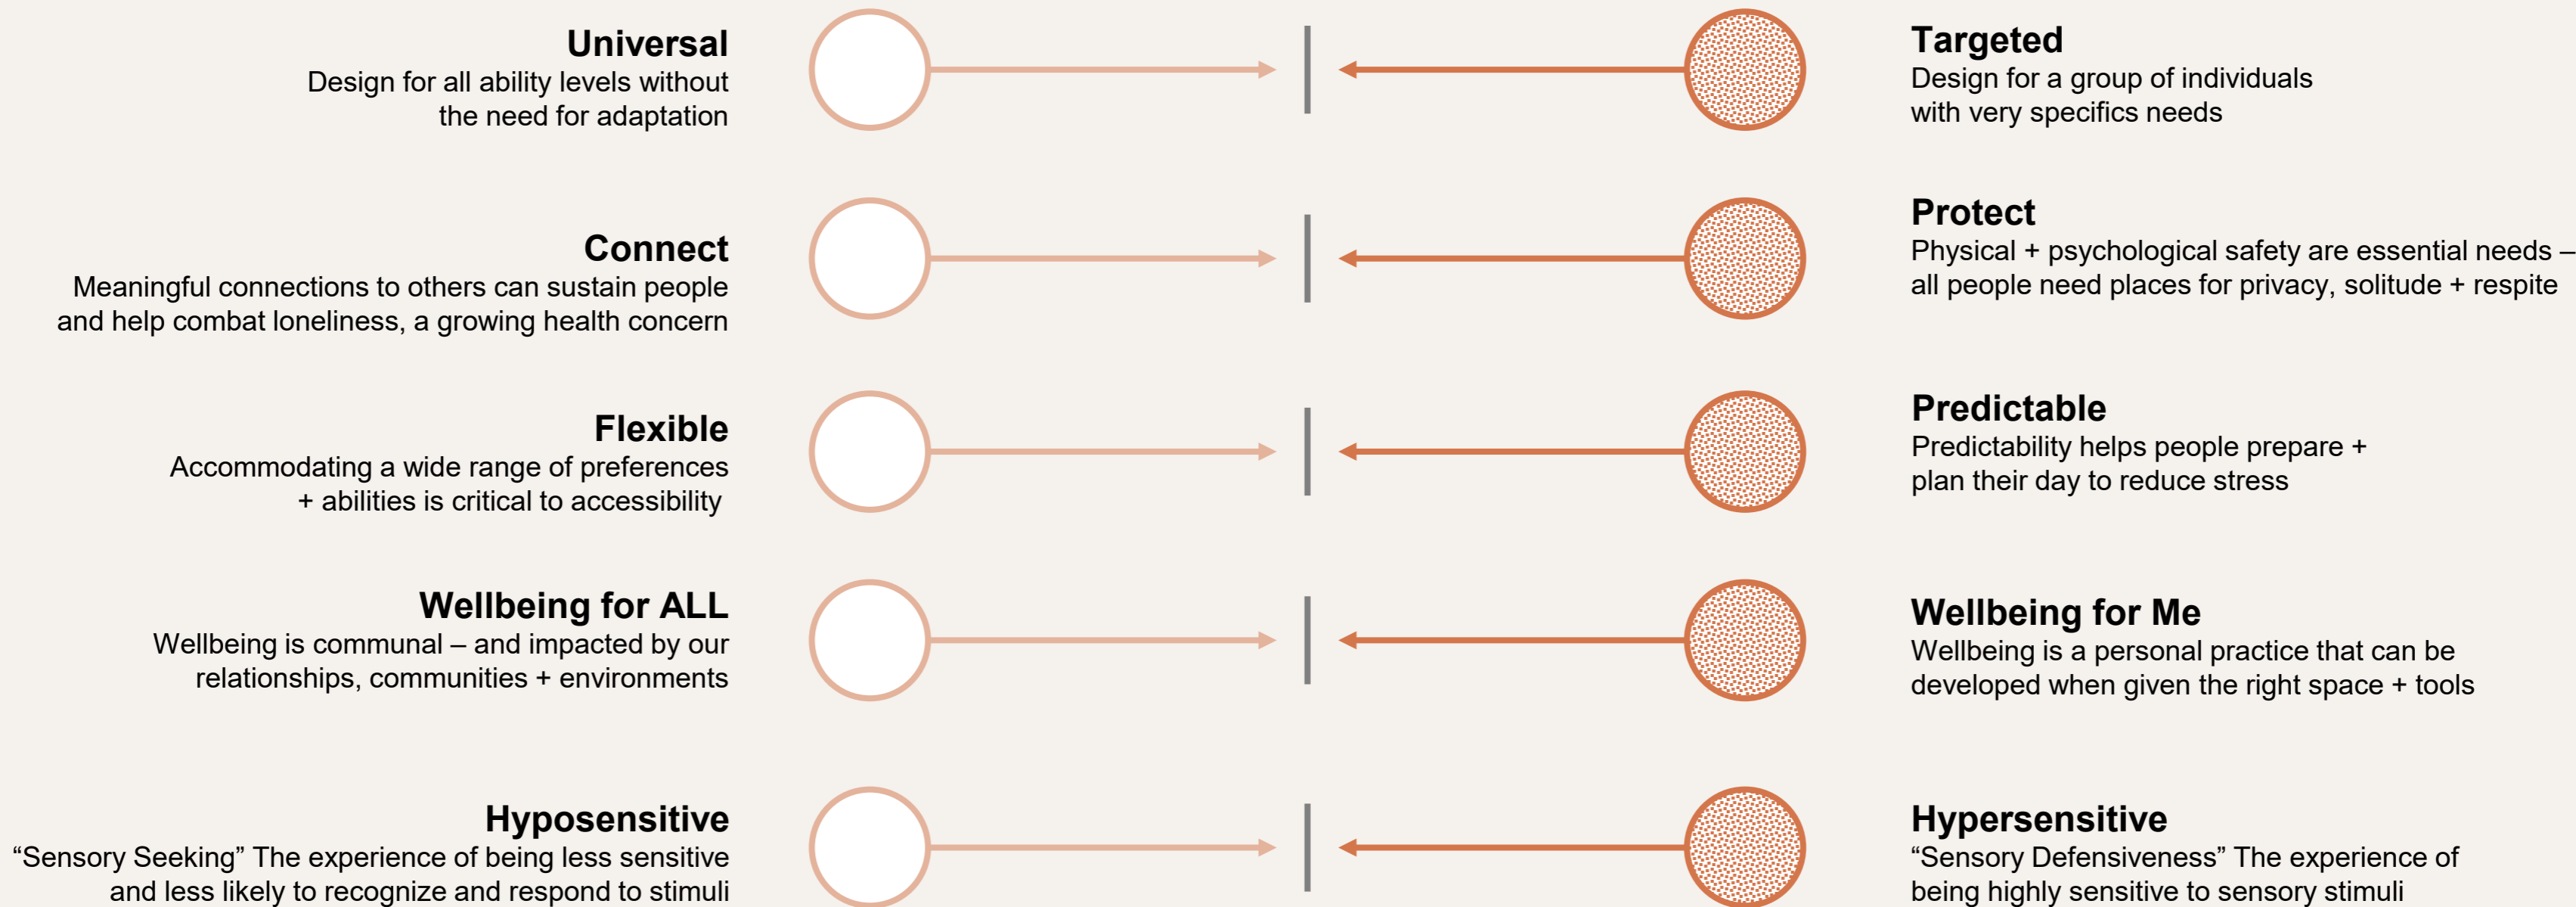 Universal
Design for all ability levels without
the need for adaptation
Targeted
Design for a group of individuals
with very specifics needs
Connect
Meaningful connections to others can sustain people
and help combat loneliness, a growing health concern
Protect
Physical + psychological safety are essential needs –
all people need places for privacy, solitude + respite
Flexible
Accommodating a wide range of preferences
+ abilities is critical to accessibility
Predictable
Predictability helps people prepare +
plan their day to reduce stress
Wellbeing for ALL
Wellbeing is communal – and impacted by our
relationships, communities + environments
Wellbeing for Me
Wellbeing is a personal practice that can be
developed when given the right space + tools
Hyposensitive
“Sensory Seeking” The experience of being less sensitive
and less likely to recognize and respond to stimuli
Hypersensitive
“Sensory Defensiveness” The experience of
being highly sensitive to sensory stimuli